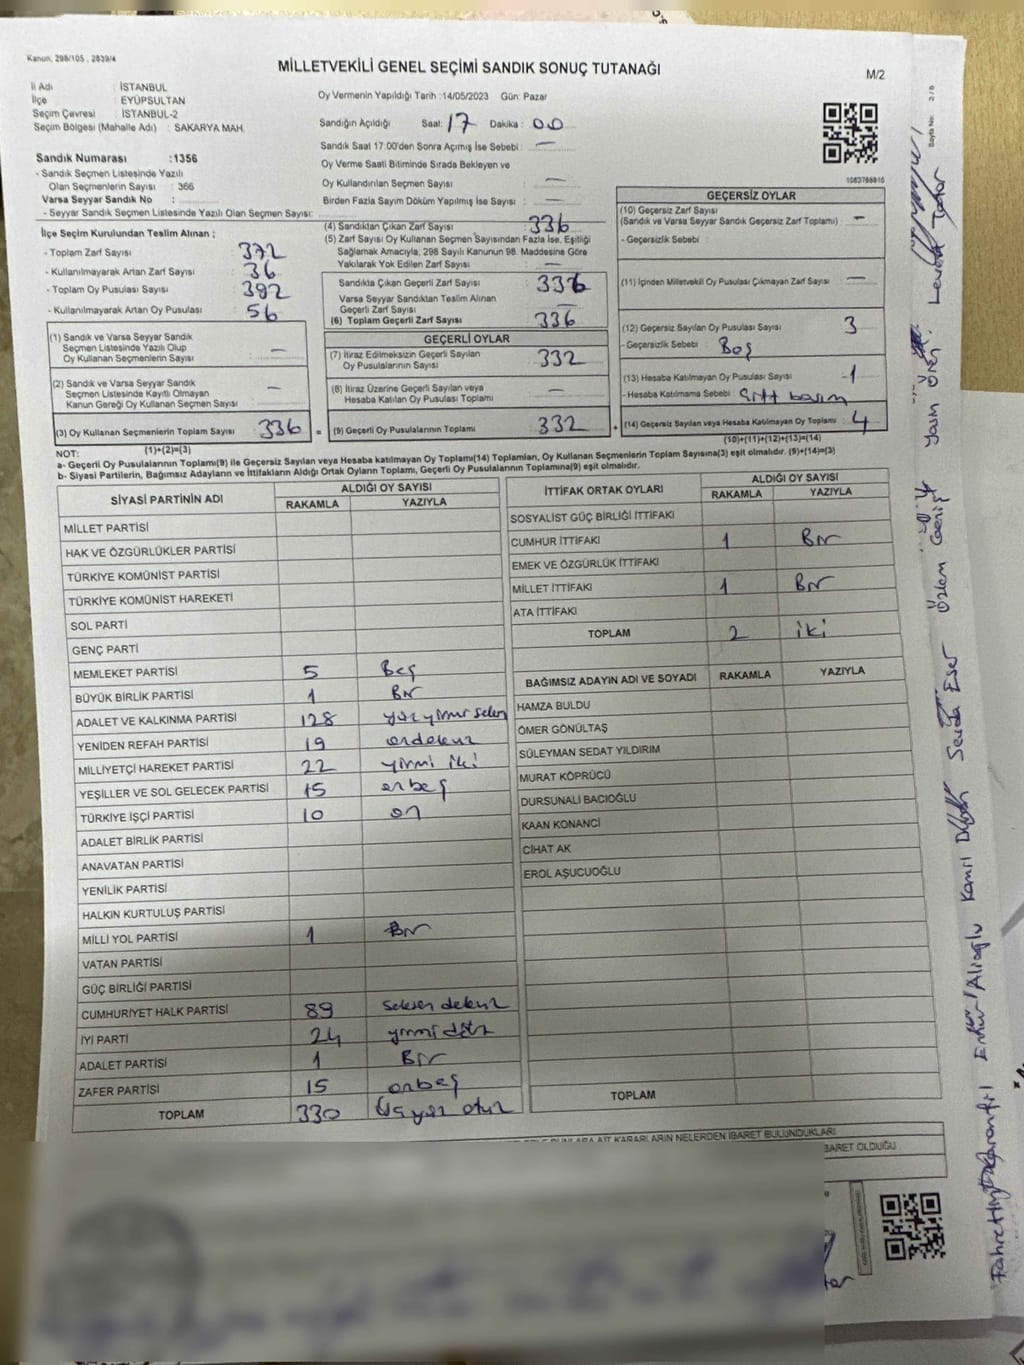 Kanun, 298/105 , 2839/4
MİLLETVEKİLİ GENEL SEÇİMİ SANDIK SONUÇ TUTANAĞI
M/2
Sayfa No: 2 / 6
İl Adı : İSTANBUL
İlçe : EYÜPSULTAN
Seçim Çevresi : İSTANBUL-2
Seçim Bölgesi (Mahalle Adı) : SAKARYA MAH.
Oy Vermenin Yapıldığı Tarih :14/05/2023 Gün: Pazar
Sandığın Açıldığı Saat: 17 Dakika : 00
Sandık Saat 17:00'den Sonra Açılmış İse Sebebi : —
Oy Verme Saati Bitiminde Sırada Bekleyen ve
Oy Kullandırılan Seçmen Sayısı —
Birden Fazla Sayım Döküm Yapılmış İse Sayısı : —
Sandık Numarası :1356
- Sandık Seçmen Listesinde Yazılı
Olan Seçmenlerin Sayısı : 366
Varsa Seyyar Sandık No :
- Seyyar Sandık Seçmen Listesinde Yazılı Olan Seçmen Sayısı:
İlçe Seçim Kurulundan Teslim Alınan ;
- Toplam Zarf Sayısı 372
- Kullanılmayarak Artan Zarf Sayısı : 36
- Toplam Oy Pusulası Sayısı : 392
- Kullanılmayarak Artan Oy Pusulası : 56
(1) Sandık ve Varsa Seyyar Sandık
Seçmen Listesinde Yazılı Olup
Oy Kullanan Seçmenlerin Sayısı —
(2) Sandık ve Varsa Seyyar Sandık
Seçmen Listesinde Kayıtlı Olmayan
Kanun Gereği Oy Kullanan Seçmen Sayısı —
(3) Oy Kullanan Seçmenlerin Toplam Sayısı 336
(1)+(2)=(3)
(4) Sandıktan Çıkan Zarf Sayısı : 336
(5) Zarf Sayısı Oy Kullanan Seçmen Sayısından Fazla İse, Eşitliği
Sağlamak Amacıyla, 298 Sayılı Kanunun 98. Maddesine Göre
Yakılarak Yok Edilen Zarf Sayısı : —
Sandıkta Çıkan Geçerli Zarf Sayısı : 336
Varsa Seyyar Sandıktan Teslim Alınan
Geçerli Zarf Sayısı —
(6) Toplam Geçerli Zarf Sayısı 336
GEÇERLİ OYLAR
(7) İtiraz Edilmeksizin Geçerli Sayılan
Oy Pusulalarının Sayısı : 332
(8) İtiraz Üzerine Geçerli Sayılan veya
Hesaba Katılan Oy Pusulası Toplamı —
= (9) Geçerli Oy Pusulalarının Toplamı 332 +
GEÇERSİZ OYLAR
(10) Geçersiz Zarf Sayısı
(Sandık ve Varsa Seyyar Sandık Geçersiz Zarf Toplamı) : —
- Geçersizlik Sebebi :
(11) İçinden Milletvekili Oy Pusulası Çıkmayan Zarf Sayısı : —
(12) Geçersiz Sayılan Oy Pusulası Sayısı : 3
- Geçersizlik Sebebi : Boş
(13) Hesaba Katılmayan Oy Pusulası Sayısı : 1
- Hesaba Katılmama Sebebi : Çift basım
(14) Geçersiz Sayılan veya Hesaba Katılmayan Oy Toplamı : 4
(10)+(11)+(12)+(13)=(14)
NOT:
a- Geçerli Oy Pusulalarının Toplamı(9) ile Geçersiz Sayılan veya Hesaba katılmayan Oy Toplamı(14) Toplamları, Oy Kullanan Seçmenlerin Toplam Sayısına(3) eşit olmalıdır. (9)+(14)=(3)
b- Siyasi Partilerin, Bağımsız Adayların ve İttifakların Aldığı Ortak Oyların Toplamı, Geçerli Oy Pusulalarının Toplamına(9) eşit olmalıdır.
SİYASİ PARTİNİN ADI ALDIĞI OY SAYISI
RAKAMLA YAZIYLA
MİLLET PARTİSİ
HAK VE ÖZGÜRLÜKLER PARTİSİ
TÜRKİYE KOMÜNİST PARTİSİ
TÜRKİYE KOMÜNİST HAREKETİ
SOL PARTİ
GENÇ PARTİ
MEMLEKET PARTİSİ 5 Beş
BÜYÜK BİRLİK PARTİSİ 1 Bir
ADALET VE KALKINMA PARTİSİ 128 yüzyirmi sekiz
YENİDEN REFAH PARTİSİ 19 ondokuz
MİLLİYETÇİ HAREKET PARTİSİ 22 yirmi iki
YEŞİLLER VE SOL GELECEK PARTİSİ 15 onbeş
TÜRKİYE İŞÇİ PARTİSİ 10 on
ADALET BİRLİK PARTİSİ
ANAVATAN PARTİSİ
YENİLİK PARTİSİ
HALKIN KURTULUŞ PARTİSİ
MİLLİ YOL PARTİSİ 1 Bir
VATAN PARTİSİ
GÜÇ BİRLİĞİ PARTİSİ
CUMHURİYET HALK PARTİSİ 89 seksen dokuz
İYİ PARTİ 24 yirmi dört
ADALET PARTİSİ 1 Bir
ZAFER PARTİSİ 15 onbeş
TOPLAM 330 Üçyüz otuz
İTTİFAK ORTAK OYLARI ALDIĞI OY SAYISI
RAKAMLA YAZIYLA
SOSYALİST GÜÇ BİRLİĞİ İTTİFAKI
CUMHUR İTTİFAKI 1 Bir
EMEK VE ÖZGÜRLÜK İTTİFAKI
MİLLET İTTİFAKI 1 Bir
ATA İTTİFAKI
TOPLAM 2 iki
BAĞIMSIZ ADAYIN ADI VE SOYADI RAKAMLA YAZIYLA
HAMZA BULDU
ÖMER GÖNÜLTAŞ
SÜLEYMAN SEDAT YILDIRIM
MURAT KÖPRÜCÜ
DURSUNALİ BACIOĞLU
KAAN KONANCİ
CİHAT AK
EROL AŞUCUOĞLU
TOPLAM
KARARLARIN NELERDEN İBARET BULUNDUKLARI
İBARET OLDUĞU
Alioğlu Kamil
Sevda Eser
Özlem
Yasin
Levent